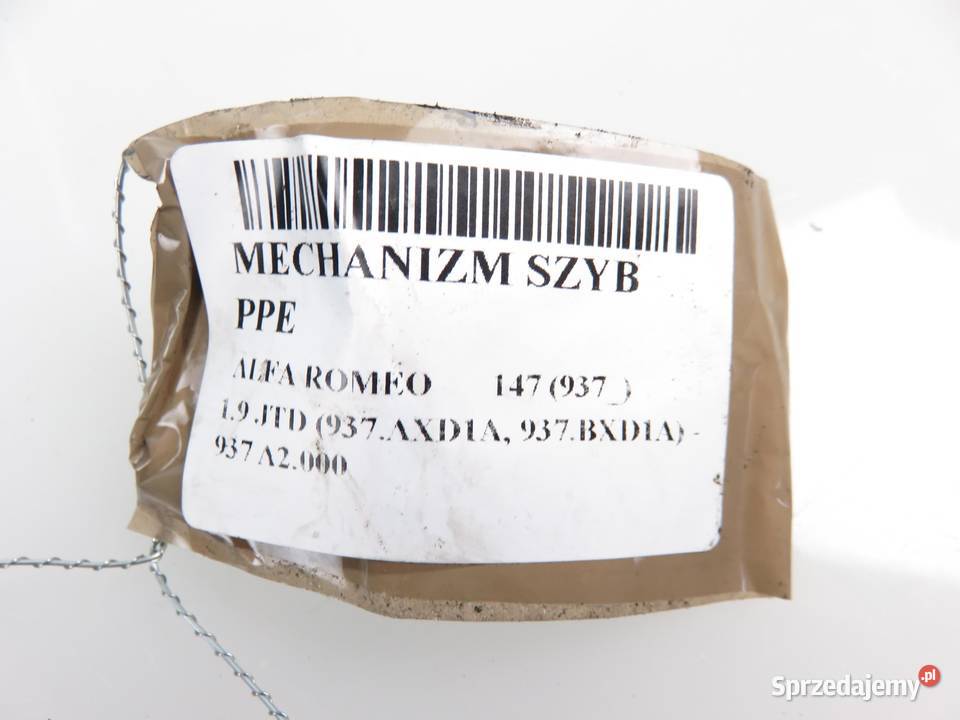 MECHANIZM SZYB
PPE
ALFA ROMEO 147 (937_)
1.9 JTD (937.AXD1A, 937.BXD1A) -
937 A2.000
Sprzedajemy.pl